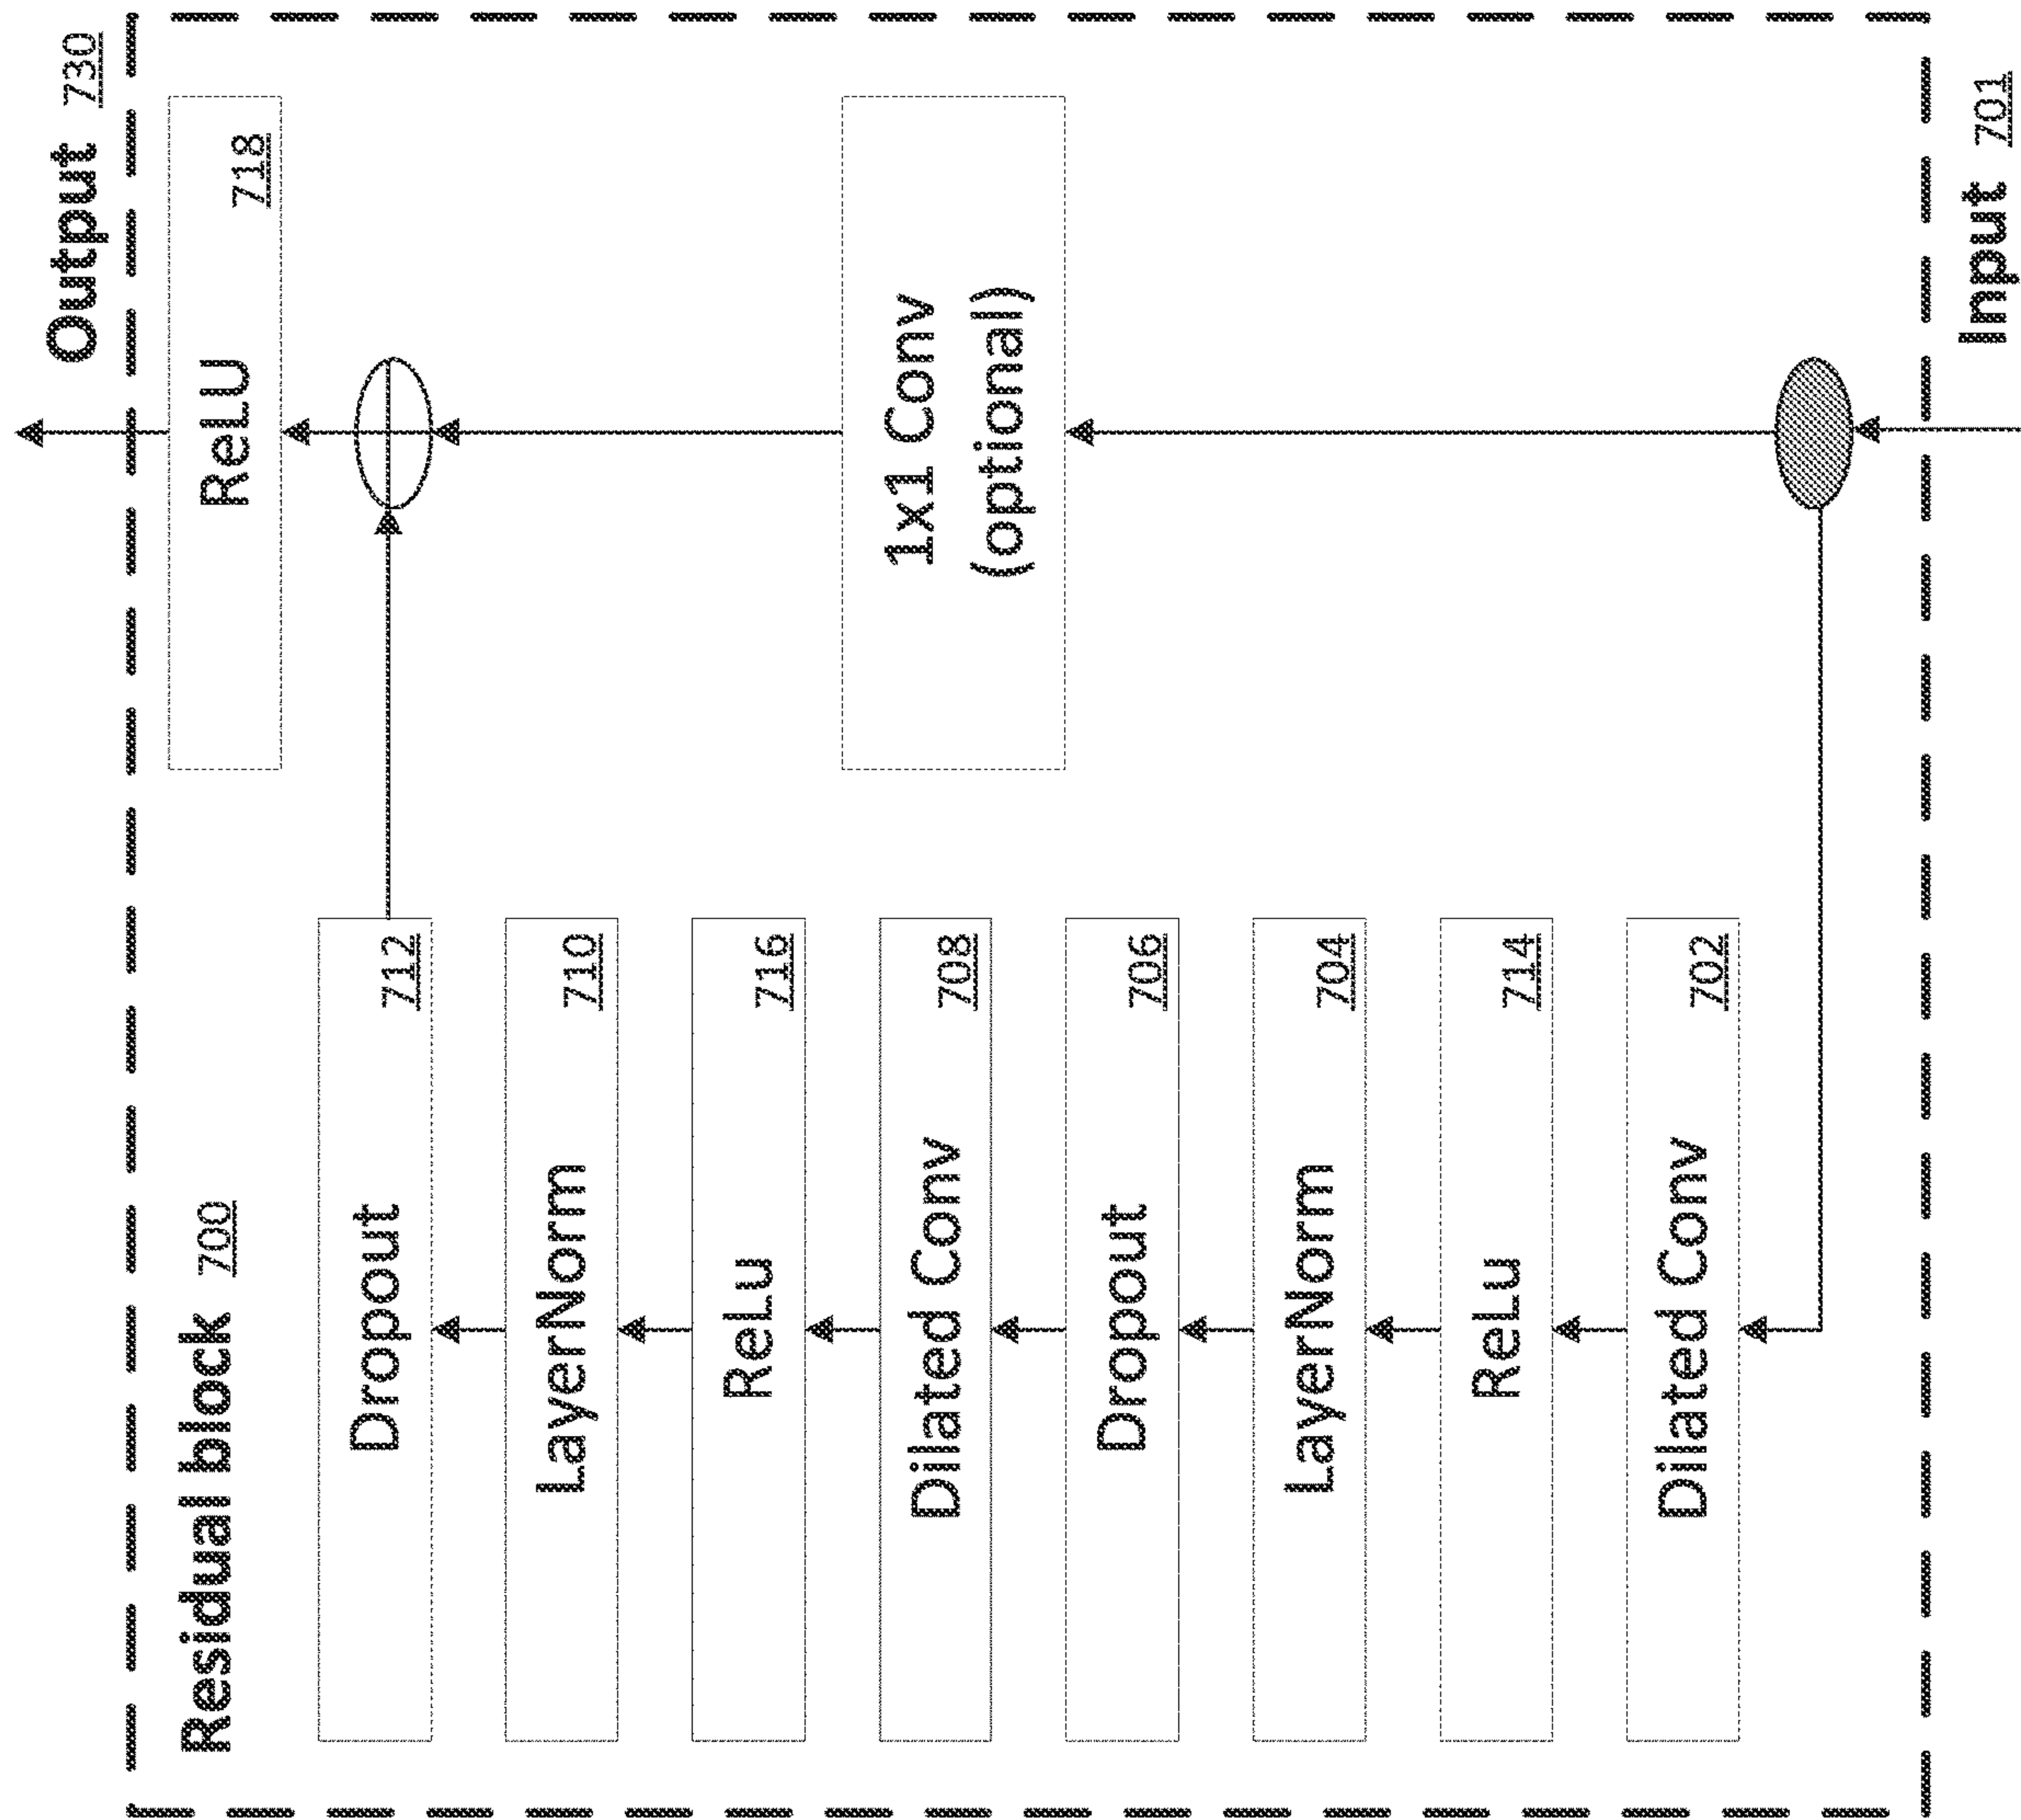 Output 730
Residual block 700
ReLU
718
Dropout
712
LayerNorm
710
ReLu
716
Dilated Conv
708
1x1 Conv
(optional)
Dropout
706
LayerNorm
704
ReLu
714
Dilated Conv
702
Input 701